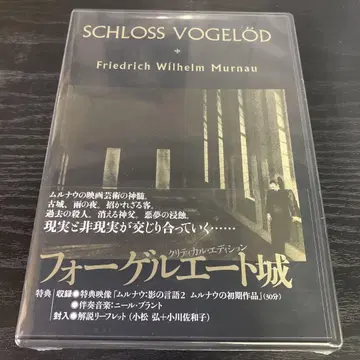 SCHLOSS VOGELÖD
Friedrich Wilhelm Murnau
ムルナウの映画芸術の神髄。
古城。雨の夜。招かれざる客。
過去の殺人。消える神父。悪夢の浸蝕。
現実と非現実が交じり合っていく……
クリティカル・エディション
フォーゲルエート城
特典 収録●特典映像「ムルナウ:影の言語2 ムルナウの初期作品」(30分)
●伴奏音楽:ニール・ブラント
封入●解説リーフレット(小松 弘+小川佐和子)